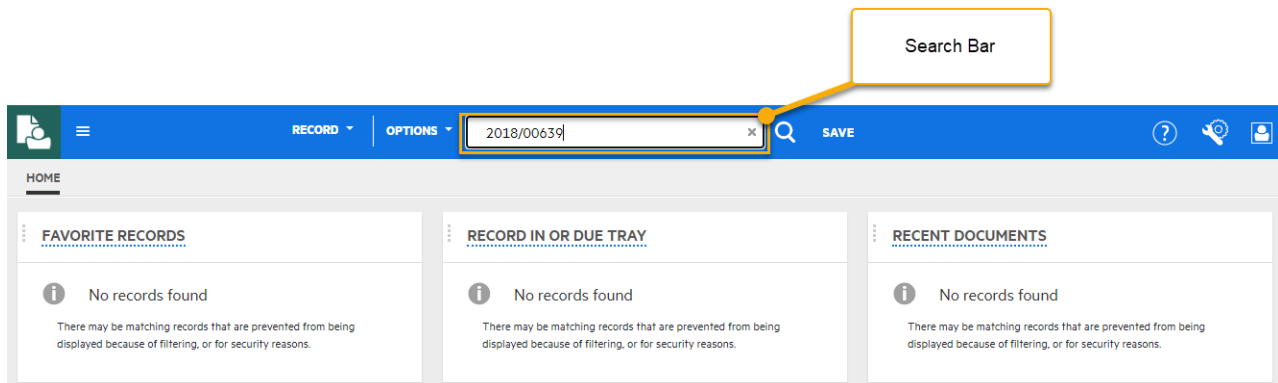 Search Bar
RECORD OPTIONS 2018/00639 × SAVE ?
HOME
FAVORITE RECORDS
No records found
There may be matching records that are prevented from being
displayed because of filtering, or for security reasons.
RECORD IN OR DUE TRAY
No records found
There may be matching records that are prevented from being
displayed because of filtering, or for security reasons.
RECENT DOCUMENTS
No records found
There may be matching records that are prevented from being
displayed because of filtering, or for security reasons.